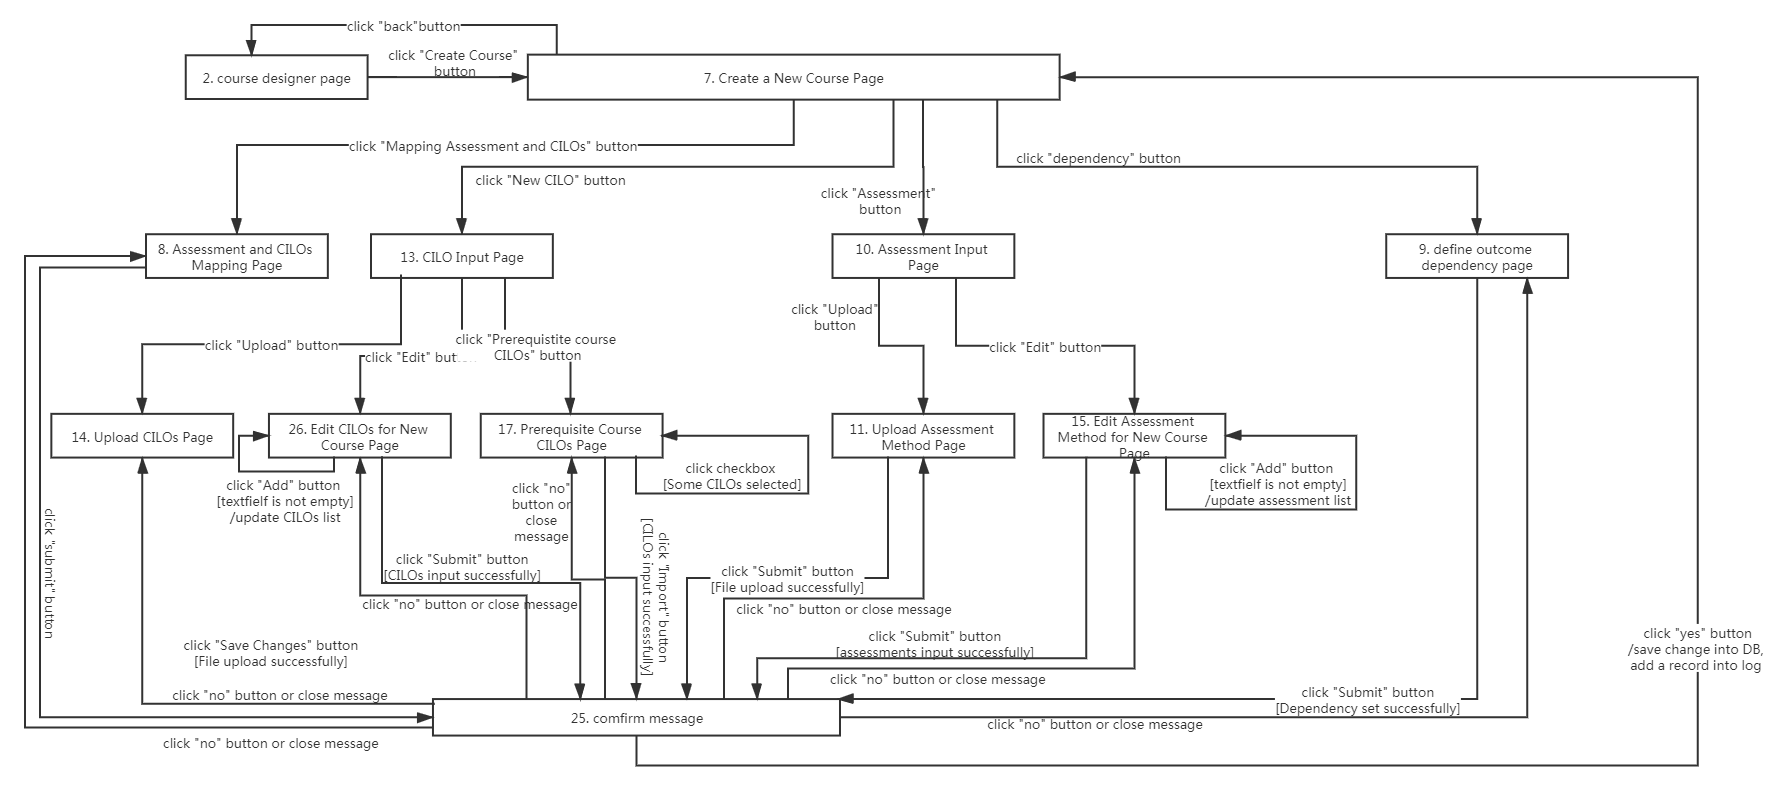 click "back"button
click "Create Course"
button
2. course designer page
7. Create a New Course Page
click "Mapping Assessment and CILOs" button
click "New CILO" button
click "Assessment"
button
click "dependency" button
8. Assessment and CILOs
Mapping Page
13. CILO Input Page
10. Assessment Input
Page
9. define outcome
dependency page
click "Upload" button
click "Edit" but
click "Prerequistite course
CILOs" button
click "Upload"
button
click "Edit" button
14. Upload CILOs Page
26. Edit CILOs for New
Course Page
17. Prerequisite Course
CILOs Page
11. Upload Assessment
Method Page
15. Edit Assessment
Method for New Course
Page
click "Add" button
[textfielf is not empty]
/update CILOs list
click "no"
button or
close
message
click checkbox
[Some CILOs selected]
click "Add" button
[textfielf is not empty]
/update assessment list
click "submit" button
click "Submit" button
[CILOs input successfully]
click "no" button or close message
click "Import" button
[CILOs input successfully]
click "Submit" button
[File upload successfully]
click "no" button or close message
click "Save Changes" button
[File upload successfully]
click "no" button or close message
click "Submit" button
[assessments input successfully]
click "no" button or close message
click "yes" button
/save change into DB,
add a record into log
25. comfirm message
click "Submit" button
[Dependency set successfully]
click "no" button or close message
click "no" button or close message